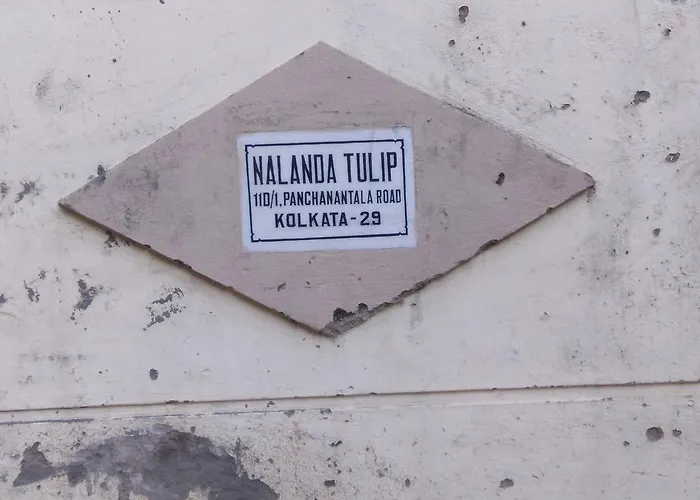 NALANDA TULIP
11D/1, PANCHANANTALA ROAD
KOLKATA-29